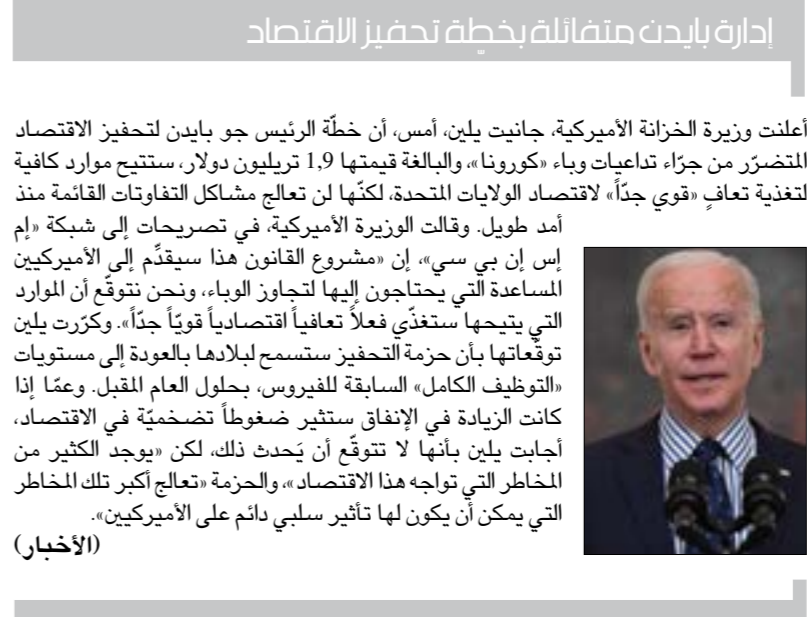 إدارة بايدن متفائلة بخطّة تحفيز الاقتصاد
أعلنت وزيرة الخزانة الأميركية، جانيت يلين، أمس، أن خطّة الرئيس جو بايدن لتحفيز الاقتصاد
المتضرّر من جرّاء تداعيات وباء «كورونا»، والبالغة قيمتها 1,9 تريليون دولار، ستتيح موارد كافية
لتغذية تعافٍ «قوي جدّاً» لاقتصاد الولايات المتحدة، لكنّها لن تعالج مشاكل التفاوتات القائمة منذ
أمد طويل. وقالت الوزيرة الأميركية، في تصريحات إلى شبكة «إم
إس إن بي سي»، إن «مشروع القانون هذا سيقدِّم إلى الأميركيين
المساعدة التي يحتاجون إليها لتجاوز الوباء، ونحن نتوقّع أن الموارد
التي يتيحها ستغذّي فعلاً تعافياً اقتصادياً قويّاً جدّاً». وكرّرت يلين
توقّعاتها بأن حزمة التحفيز ستسمح لبلادها بالعودة إلى مستويات
«التوظيف الكامل» السابقة للفيروس، بحلول العام المقبل. وعمّا إذا
كانت الزيادة في الإنفاق ستثير ضغوطاً تضخميّة في الاقتصاد،
أجابت يلين بأنها لا تتوقّع أن يَحدث ذلك، لكن «يوجد الكثير من
المخاطر التي تواجه هذا الاقتصاد»، والحزمة «تعالج أكبر تلك المخاطر
التي يمكن أن يكون لها تأثير سلبي دائم على الأميركيين».
(الأخبار)